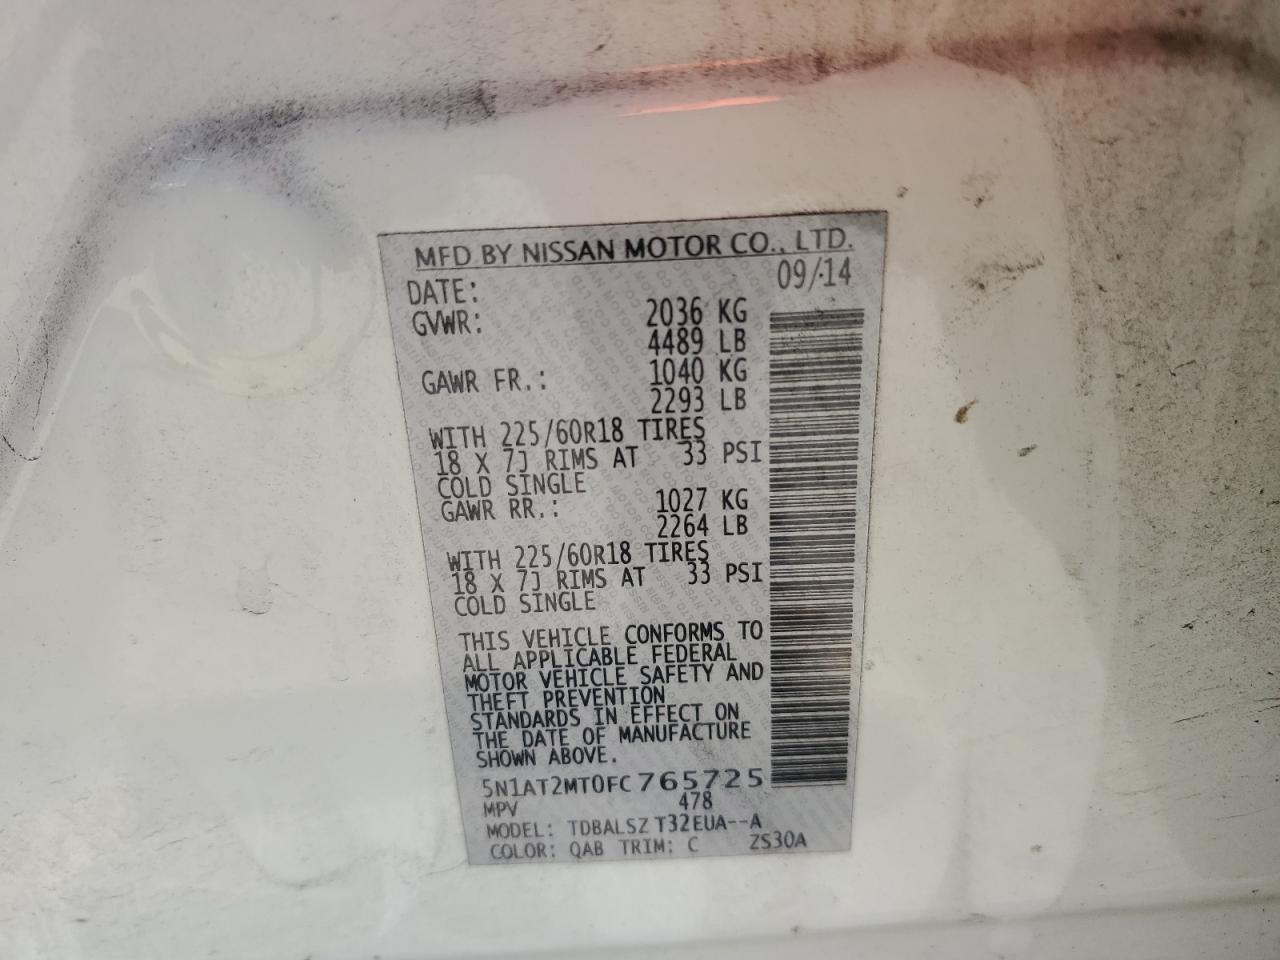 MFD BY NISSAN MOTOR CO., LTD.
DATE: 09/14
GVWR: 2036 KG
4489 LB
GAWR FR.: 1040 KG
2293 LB
WITH 225/60R18 TIRES
18 X 7J RIMS AT 33 PSI
COLD SINGLE
GAWR RR.: 1027 KG
2264 LB
WITH 225/60R18 TIRES
18 X 7J RIMS AT 33 PSI
COLD SINGLE
THIS VEHICLE CONFORMS TO
ALL APPLICABLE FEDERAL
MOTOR VEHICLE SAFETY AND
THEFT PREVENTION
STANDARDS IN EFFECT ON
THE DATE OF MANUFACTURE
SHOWN ABOVE.
5N1AT2MT0FC765725
MPV 478
MODEL: TDBALSZ T32EUA--A
COLOR: QAB TRIM: C ZS30A